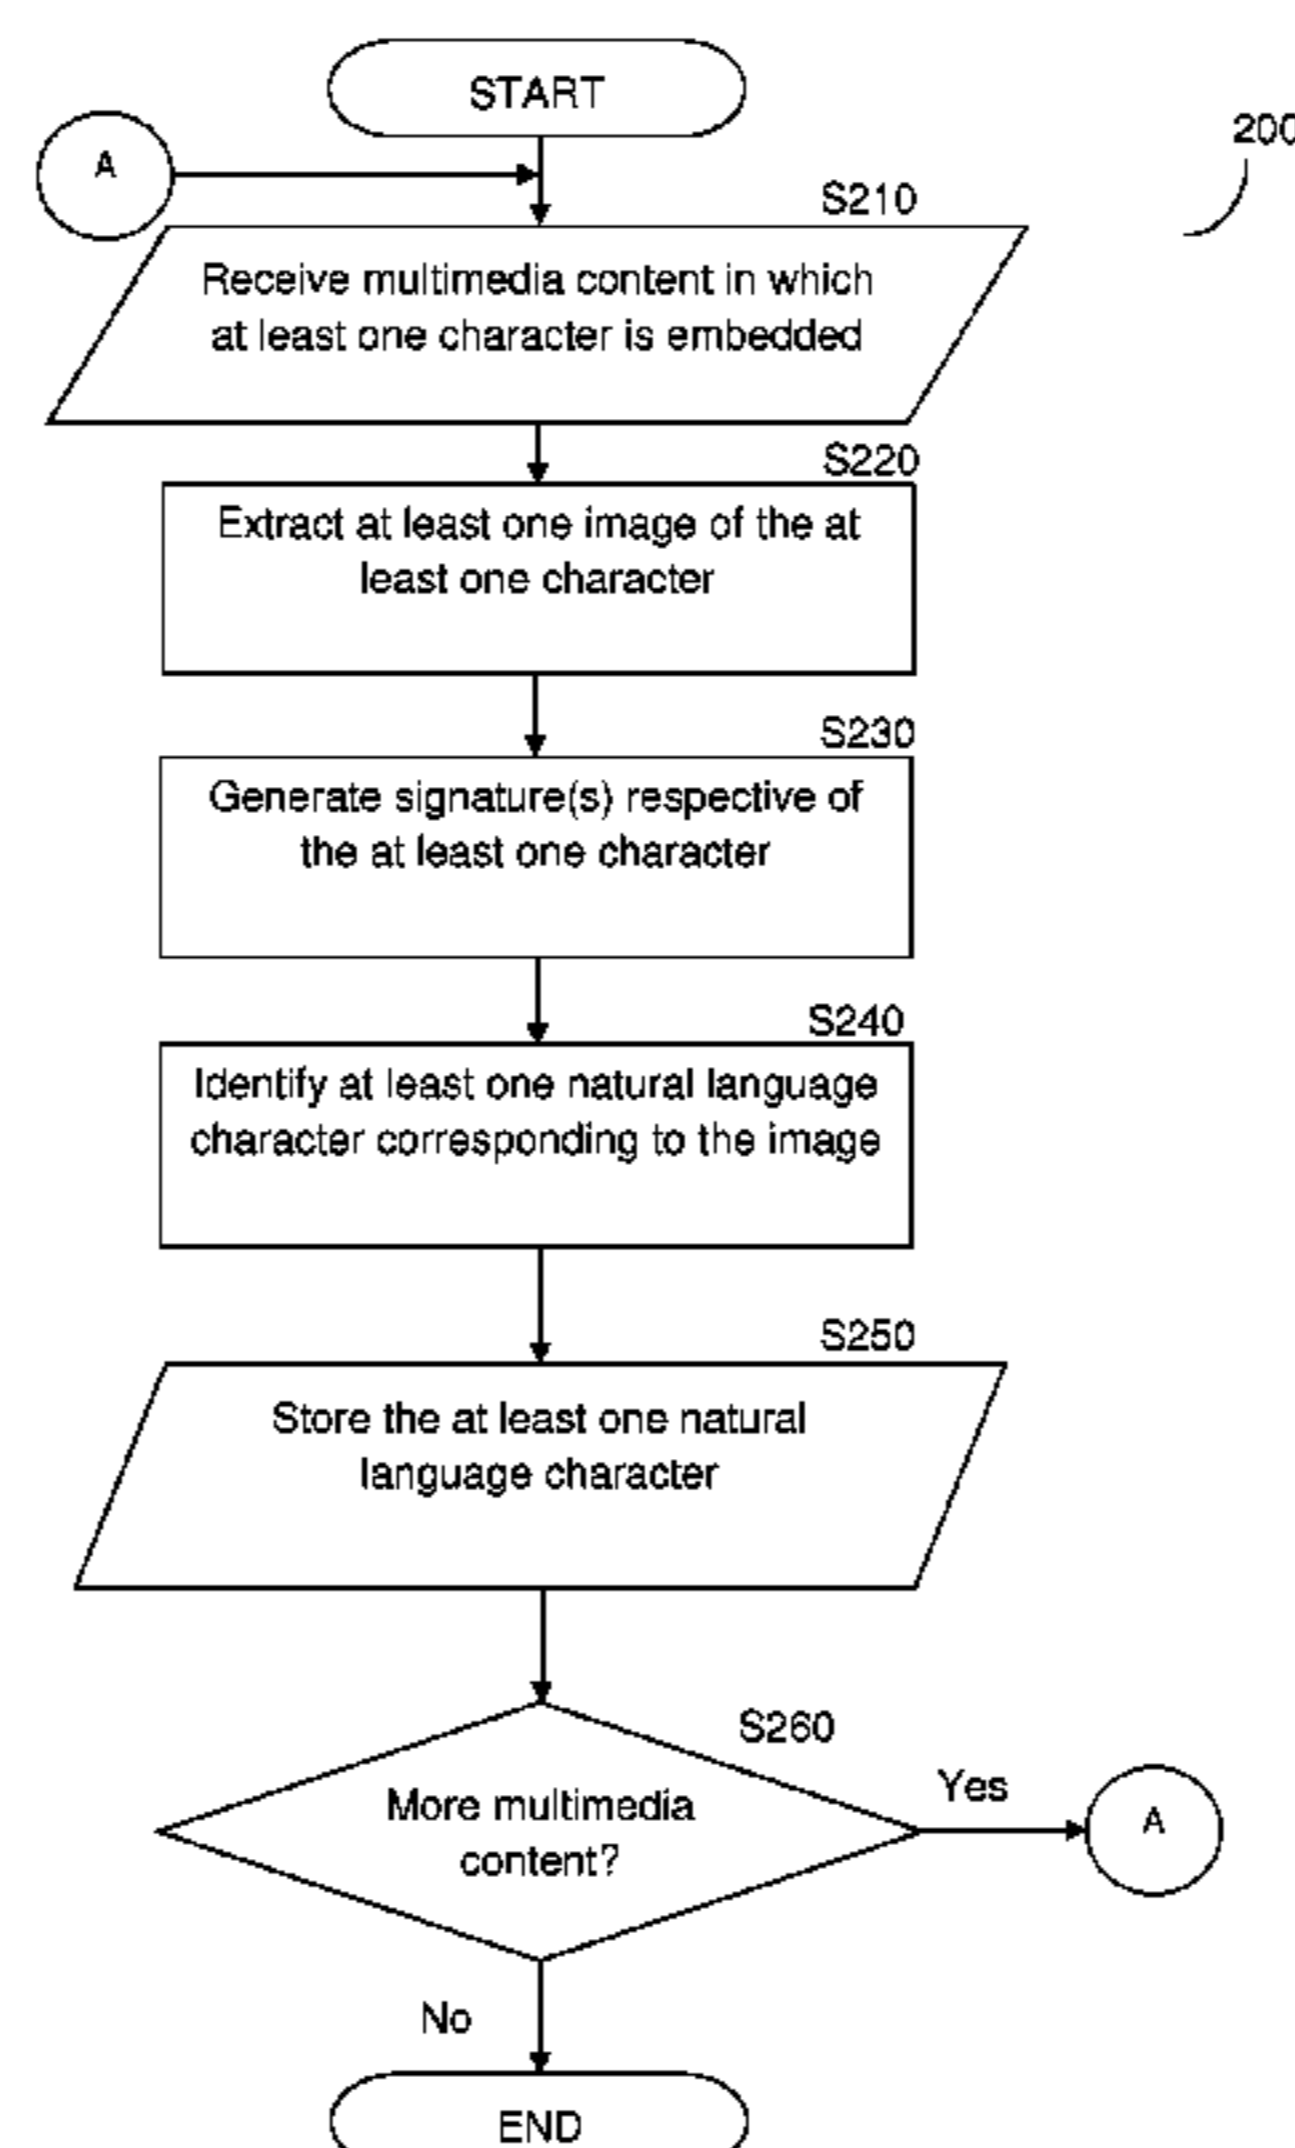 START
A
200
S210
Receive multimedia content in which
at least one character is embedded
S220
Extract at least one image of the at
least one character
S230
Generate signature(s) respective of
the at least one character
S240
Identify at least one natural language
character corresponding to the image
S250
Store the at least one natural
language character
S260
More multimedia
content?
Yes
A
No
END